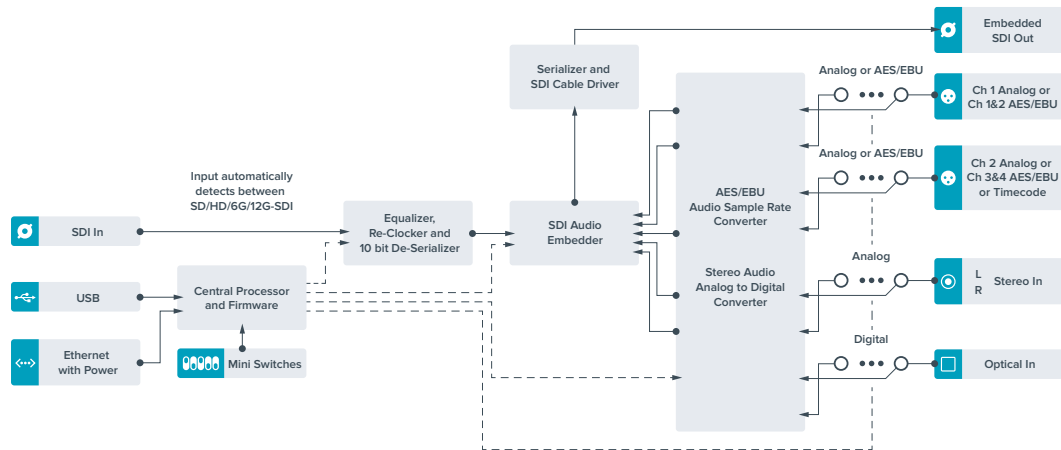 Embedded
SDI Out
Serializer and
SDI Cable Driver
Analog or AES/EBU
Ch 1 Analog or
Ch 1&2 AES/EBU
Analog or AES/EBU
Ch 2 Analog or
Ch 3&4 AES/EBU
or Timecode
Input automatically
detects between
SD/HD/6G/12G-SDI
AES/EBU
Audio Sample Rate
Converter
SDI In
Equalizer,
Re-Clocker and
10 bit De-Serializer
SDI Audio
Embedder
Stereo Audio
Analog to Digital
Converter
Analog
L
R
Stereo In
USB
Central Processor
and Firmware
Ethernet
with Power
Mini Switches
Digital
Optical In